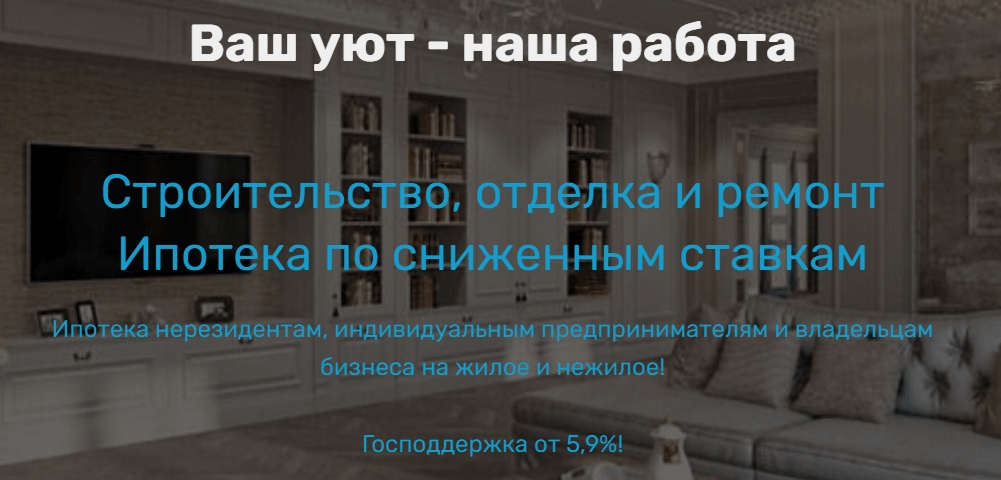 Ваш уют - наша работа
Строительство, отделка и ремонт
Ипотека по сниженным ставкам
Ипотека нерезидентам, индивидуальным предпринимателям и владельцам
бизнеса на жилое и нежилое!
Господдержка от 5,9%!